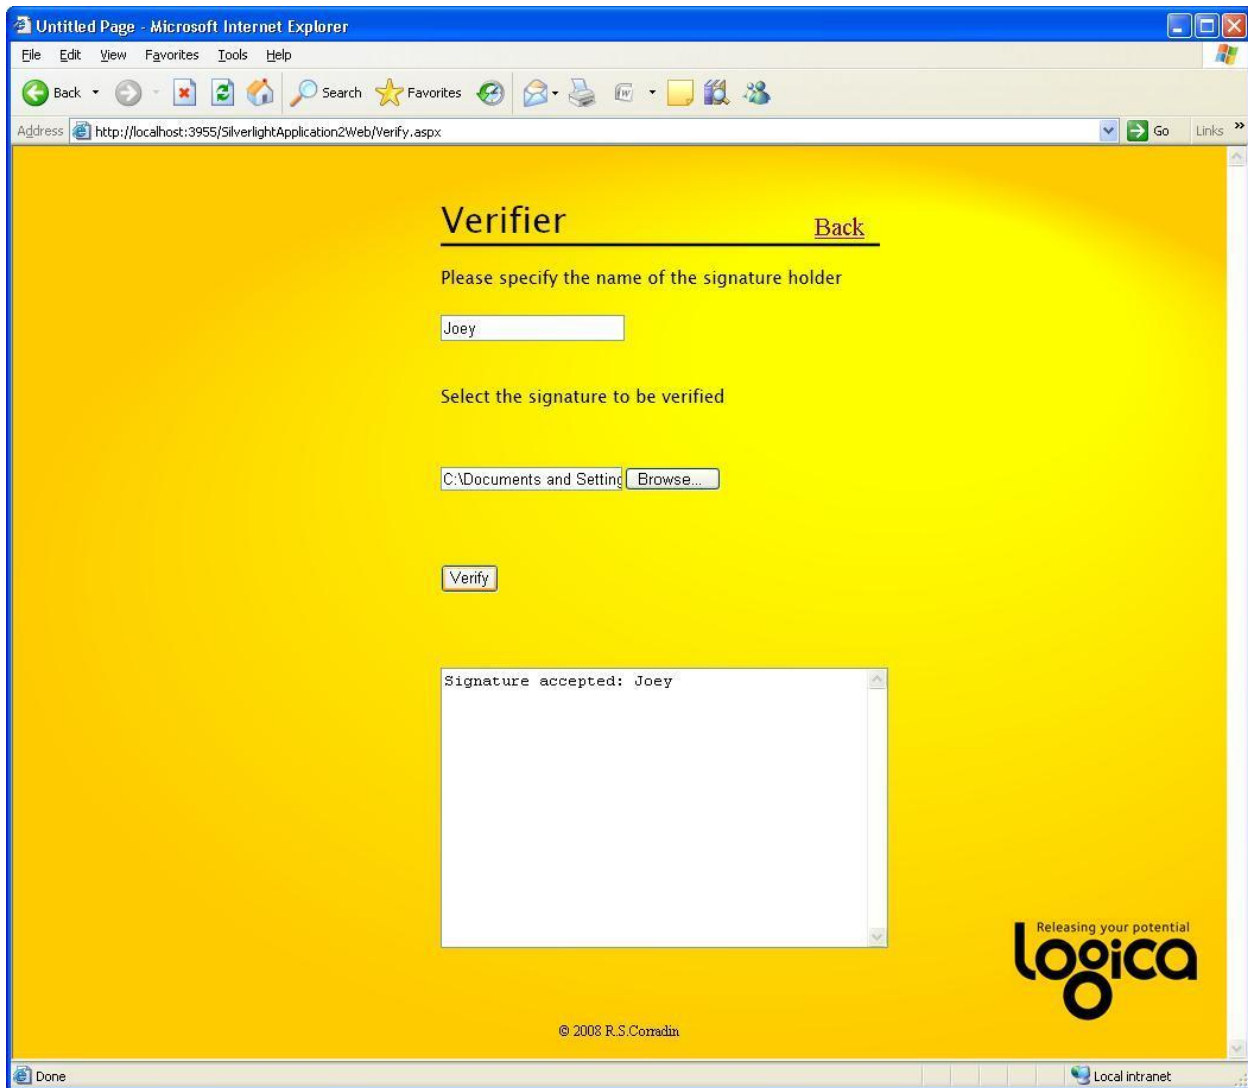 Untitled Page - Microsoft Internet Explorer
File Edit View Favorites Tools Help
Back Search Favorites
Address http://localhost:3955/SilverlightApplication2Web/Verify.aspx Go Links »
Verifier Back
Please specify the name of the signature holder
Joey
Select the signature to be verified
C:\Documents and Setting Browse...
Verify
Signature accepted: Joey
Releasing your potential
logica
© 2008 R.S.Corradin
Done Local intranet